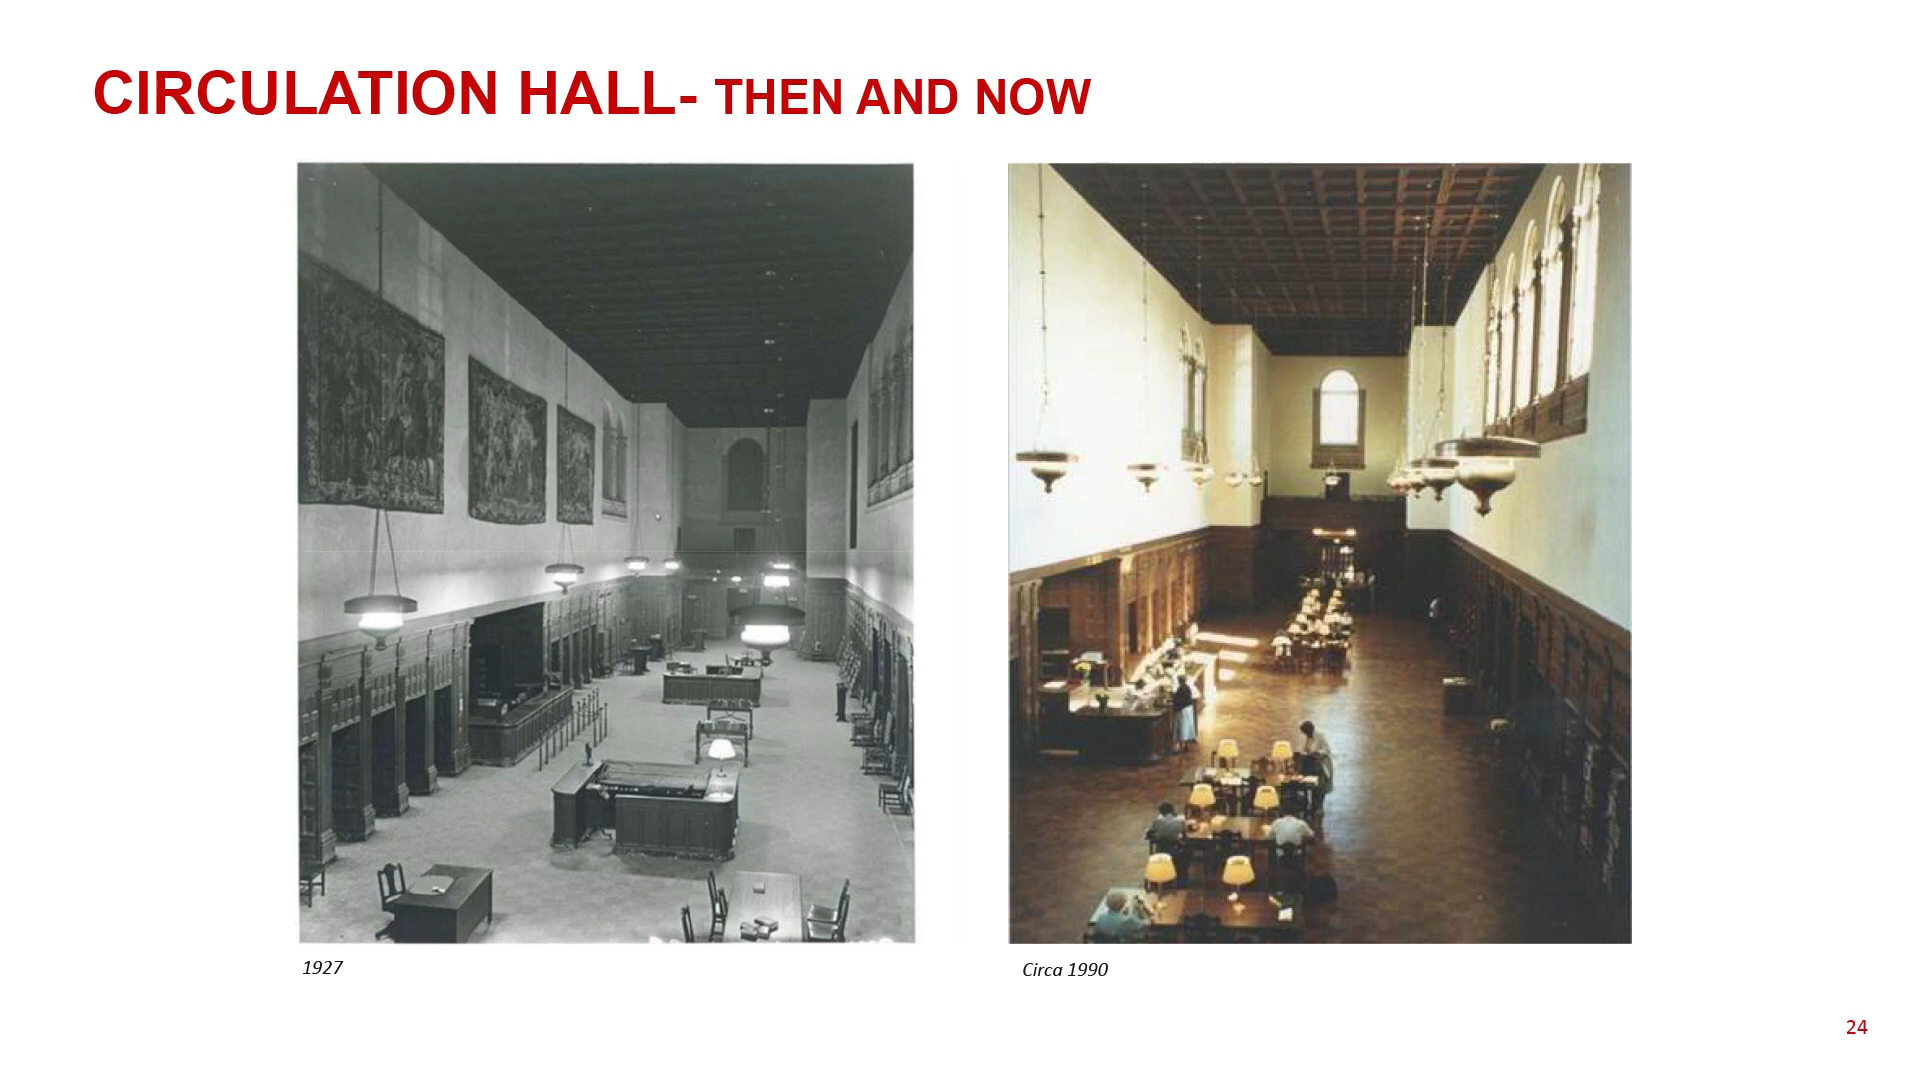 CIRCULATION HALL- THEN AND NOW
1927
Circa 1990
24